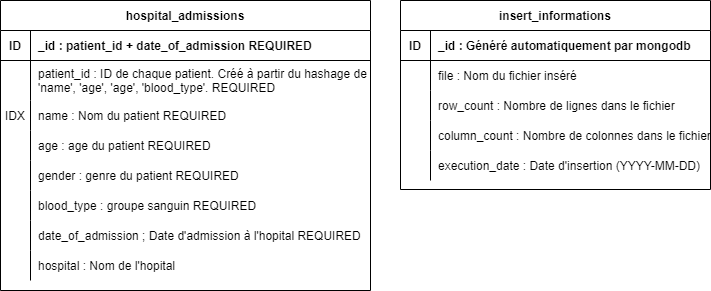 hospital_admissions
ID _id : patient_id + date_of_admission REQUIRED
patient_id : ID de chaque patient. Créé à partir du hashage de
'name', 'age', 'age', 'blood_type'. REQUIRED
IDX name : Nom du patient REQUIRED
age : age du patient REQUIRED
gender : genre du patient REQUIRED
blood_type : groupe sanguin REQUIRED
date_of_admission ; Date d'admission à l'hopital REQUIRED
hospital : Nom de l'hopital
insert_informations
ID _id : Généré automatiquement par mongodb
file : Nom du fichier inséré
row_count : Nombre de lignes dans le fichier
column_count : Nombre de colonnes dans le fichier
execution_date : Date d'insertion (YYYY-MM-DD)